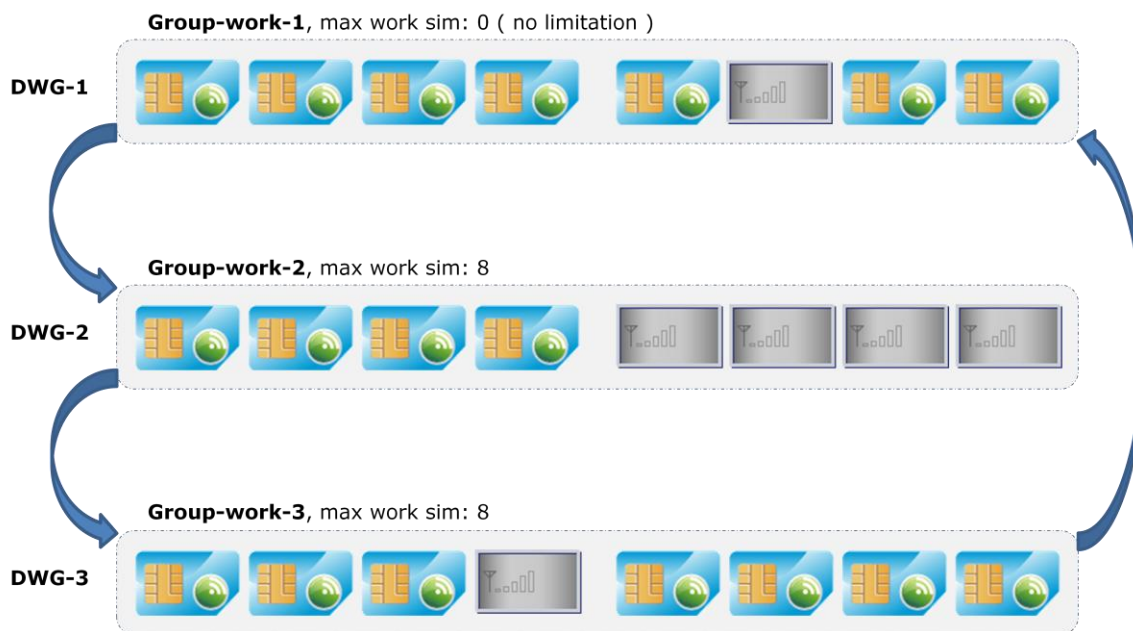 Group-work-1, max work sim: 0 ( no limitation )
DWG-1
Group-work-2, max work sim: 8
DWG-2
Group-work-3, max work sim: 8
DWG-3